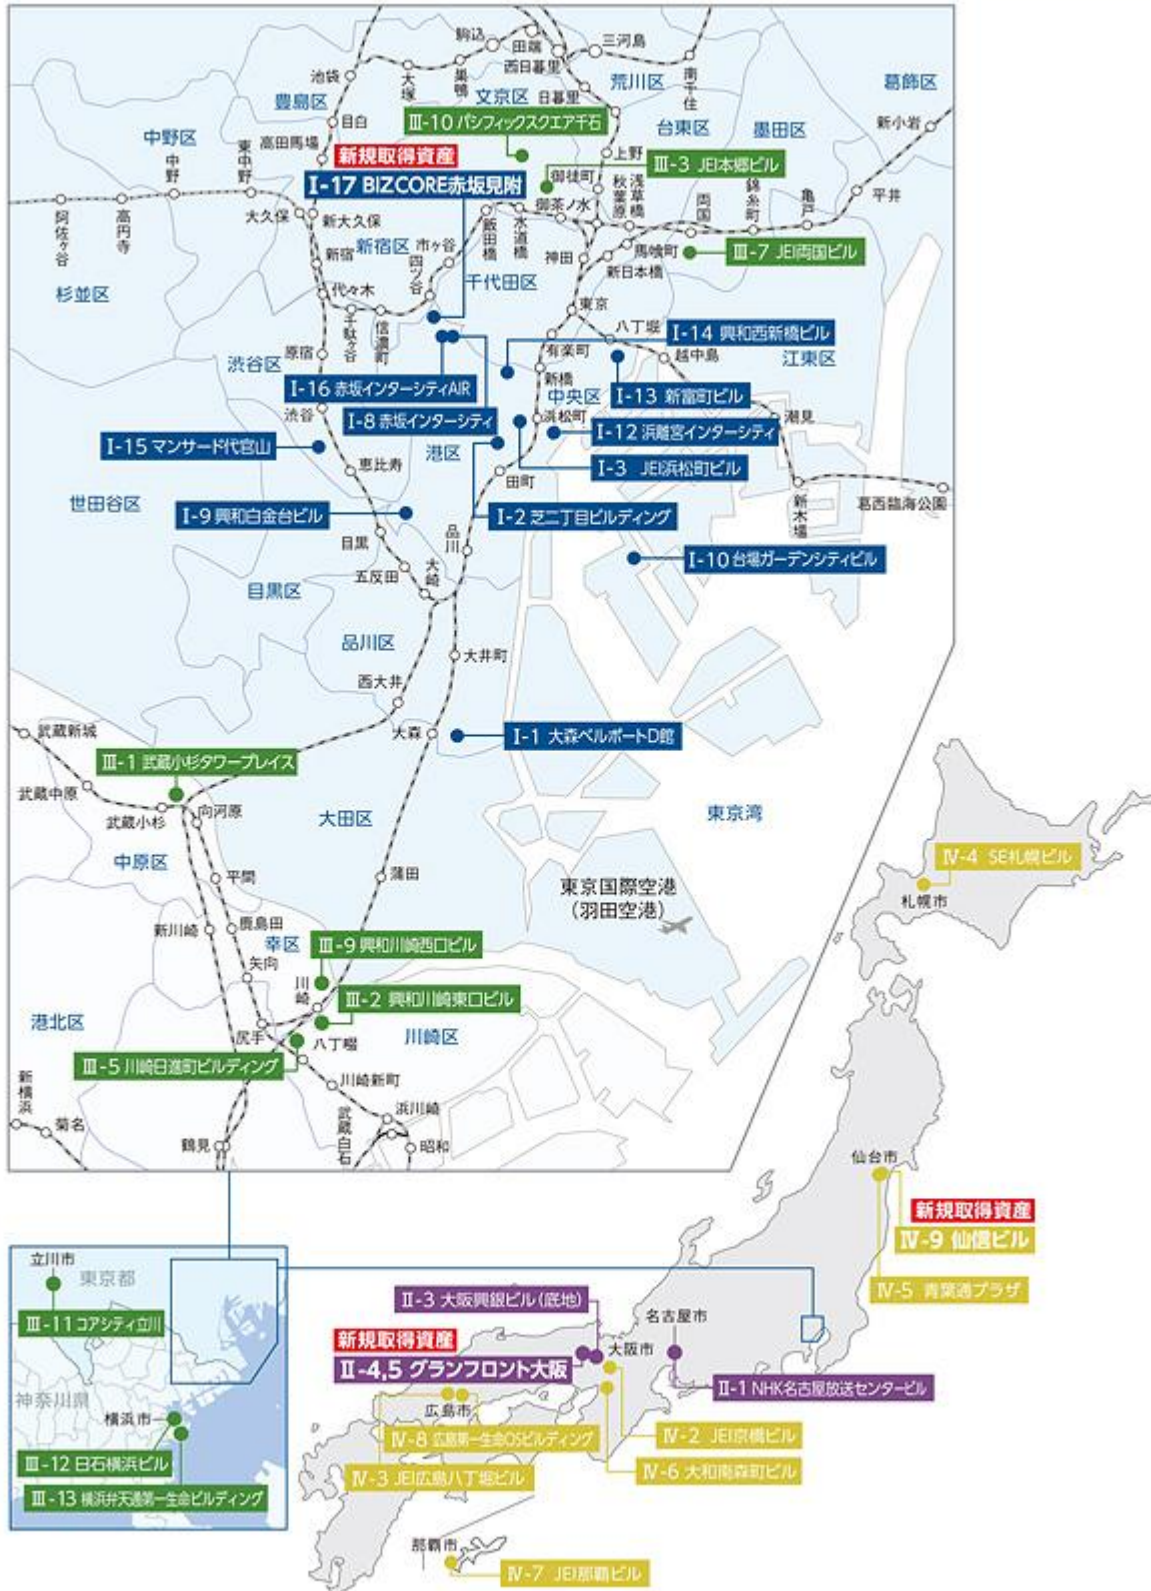 駒込
田端
三河島
池袋
大塚
巣鴨
西日暮里
荒川区
南千住
葛飾区
豊島区
文京区
日暮里
目白
Ⅲ-10 パシフィックスクエア千石
台東区
墨田区
新小岩
中野区
高田馬場
中野
東中野
新規取得資産
上野
Ⅲ-3 JEI本郷ビル
I-17 BIZCORE赤坂見附
御徒町
秋葉原
浅草橋
両国
錦糸町
亀戸
平井
阿佐ヶ谷
高円寺
大久保
新大久保
飯田橋
水道橋
御茶ノ水
新宿
新宿区
市ヶ谷
四ツ谷
神田
馬喰町
Ⅲ-7 JEI両国ビル
新日本橋
千代田区
杉並区
代々木
千駄ヶ谷
信濃町
東京
八丁堀
I-14 興和西新橋ビル
有楽町
越中島
江東区
原宿
渋谷区
新橋
I-16 赤坂インターシティAIR
中央区
I-13 新富町ビル
渋谷
I-8 赤坂インターシティ
浜松町
潮見
I-15 マンサード代官山
港区
I-12 浜離宮インターシティ
恵比寿
田町
I-3 JEI浜松町ビル
世田谷区
新木場
葛西臨海公園
I-9 興和白金台ビル
I-2 芝二丁目ビルディング
目黒
品川
五反田
大崎
I-10 台場ガーデンシティビル
目黒区
品川区
大井町
西大井
武蔵新城
大森
I-1 大森ベルポートD館
Ⅲ-1 武蔵小杉タワープレイス
武蔵中原
武蔵小杉
向河原
大田区
東京湾
中原区
平間
蒲田
東京国際空港
(羽田空港)
Ⅳ-4 SE札幌ビル
札幌市
新川崎
鹿島田
幸区
Ⅲ-9 興和川崎西口ビル
矢向
川崎
Ⅲ-2 興和川崎東口ビル
港北区
尻手
八丁畷
川崎区
Ⅲ-5 川崎日進町ビルディング
新横浜
川崎新町
菊名
浜川崎
武蔵白石
鶴見
昭和
仙台市
新規取得資産
Ⅳ-9 仙信ビル
Ⅳ-5 青葉通プラザ
立川市
東京都
Ⅲ-11 コアシティ立川
神奈川県
横浜市
Ⅲ-12 日石横浜ビル
Ⅲ-13 横浜弁天通第一生命ビルディング
Ⅱ-3 大阪興銀ビル(底地)
名古屋市
新規取得資産
大阪市
Ⅱ-4,5 グランフロント大阪
Ⅱ-1 NHK名古屋放送センタービル
広島市
Ⅳ-8 広島第一生命OSビルディング
Ⅳ-2 JEI京橋ビル
Ⅳ-3 JEI広島八丁堀ビル
Ⅳ-6 大和南森町ビル
那覇市
Ⅳ-7 JEI那覇ビル